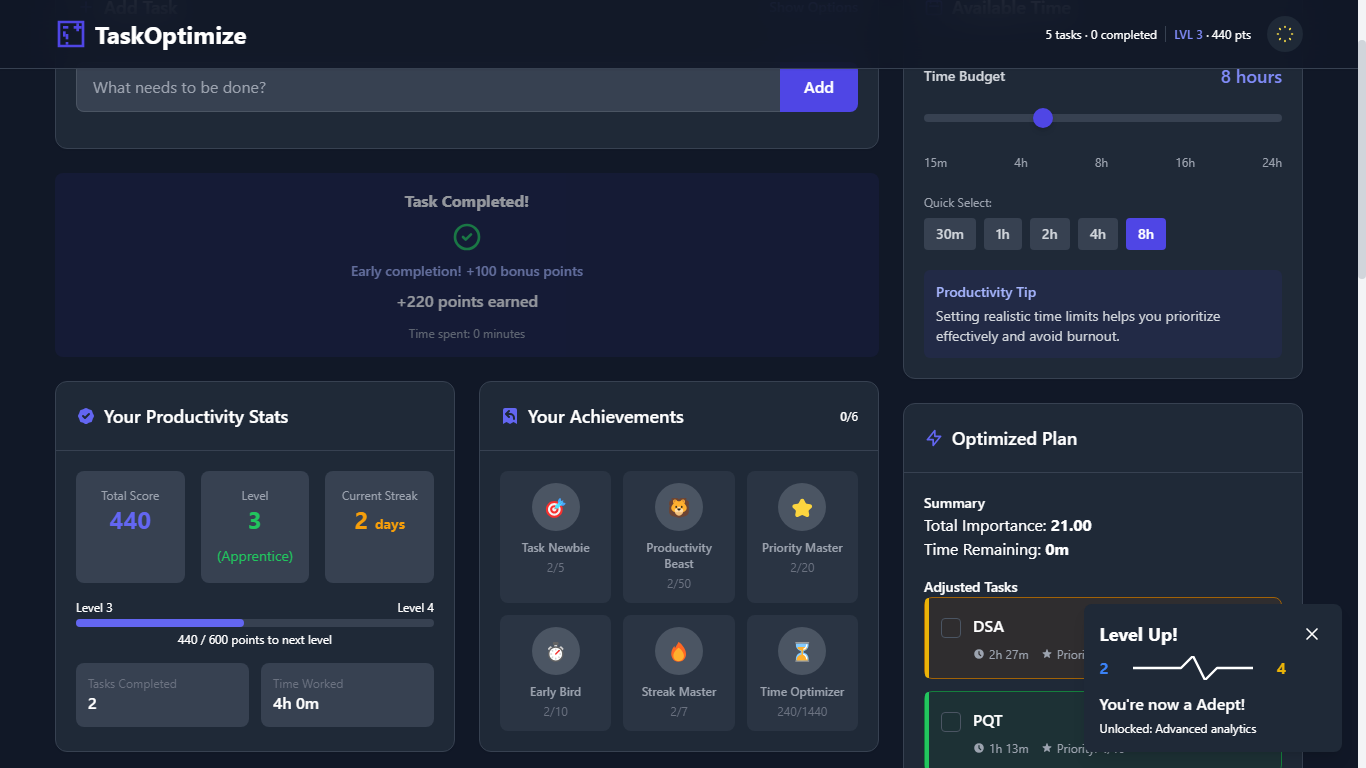 Add Task
Available Time
TaskOptimize
5 tasks · 0 completed
LVL 3 · 440 pts
What needs to be done?
Add
Task Completed!
Early completion! +100 bonus points
+220 points earned
Time spent: 0 minutes
Your Productivity Stats
Total Score
440
Level
3
(Apprentice)
Current Streak
2 days
Level 3
Level 4
440 / 600 points to next level
Tasks Completed
2
Time Worked
4h 0m
Your Achievements
0/6
Task Newbie
2/5
Productivity
Beast
2/50
Priority Master
2/20
Early Bird
2/10
Streak Master
2/7
Time Optimizer
240/1440
Time Budget
8 hours
15m
4h
8h
16h
24h
Quick Select:
30m
1h
2h
4h
8h
Productivity Tip
Setting realistic time limits helps you prioritize
effectively and avoid burnout.
Optimized Plan
Summary
Total Importance: 21.00
Time Remaining: 0m
Adjusted Tasks
DSA
2h 27m
PQT
1h 13m
Level Up!
2
4
You're now a Adept!
Unlocked: Advanced analytics